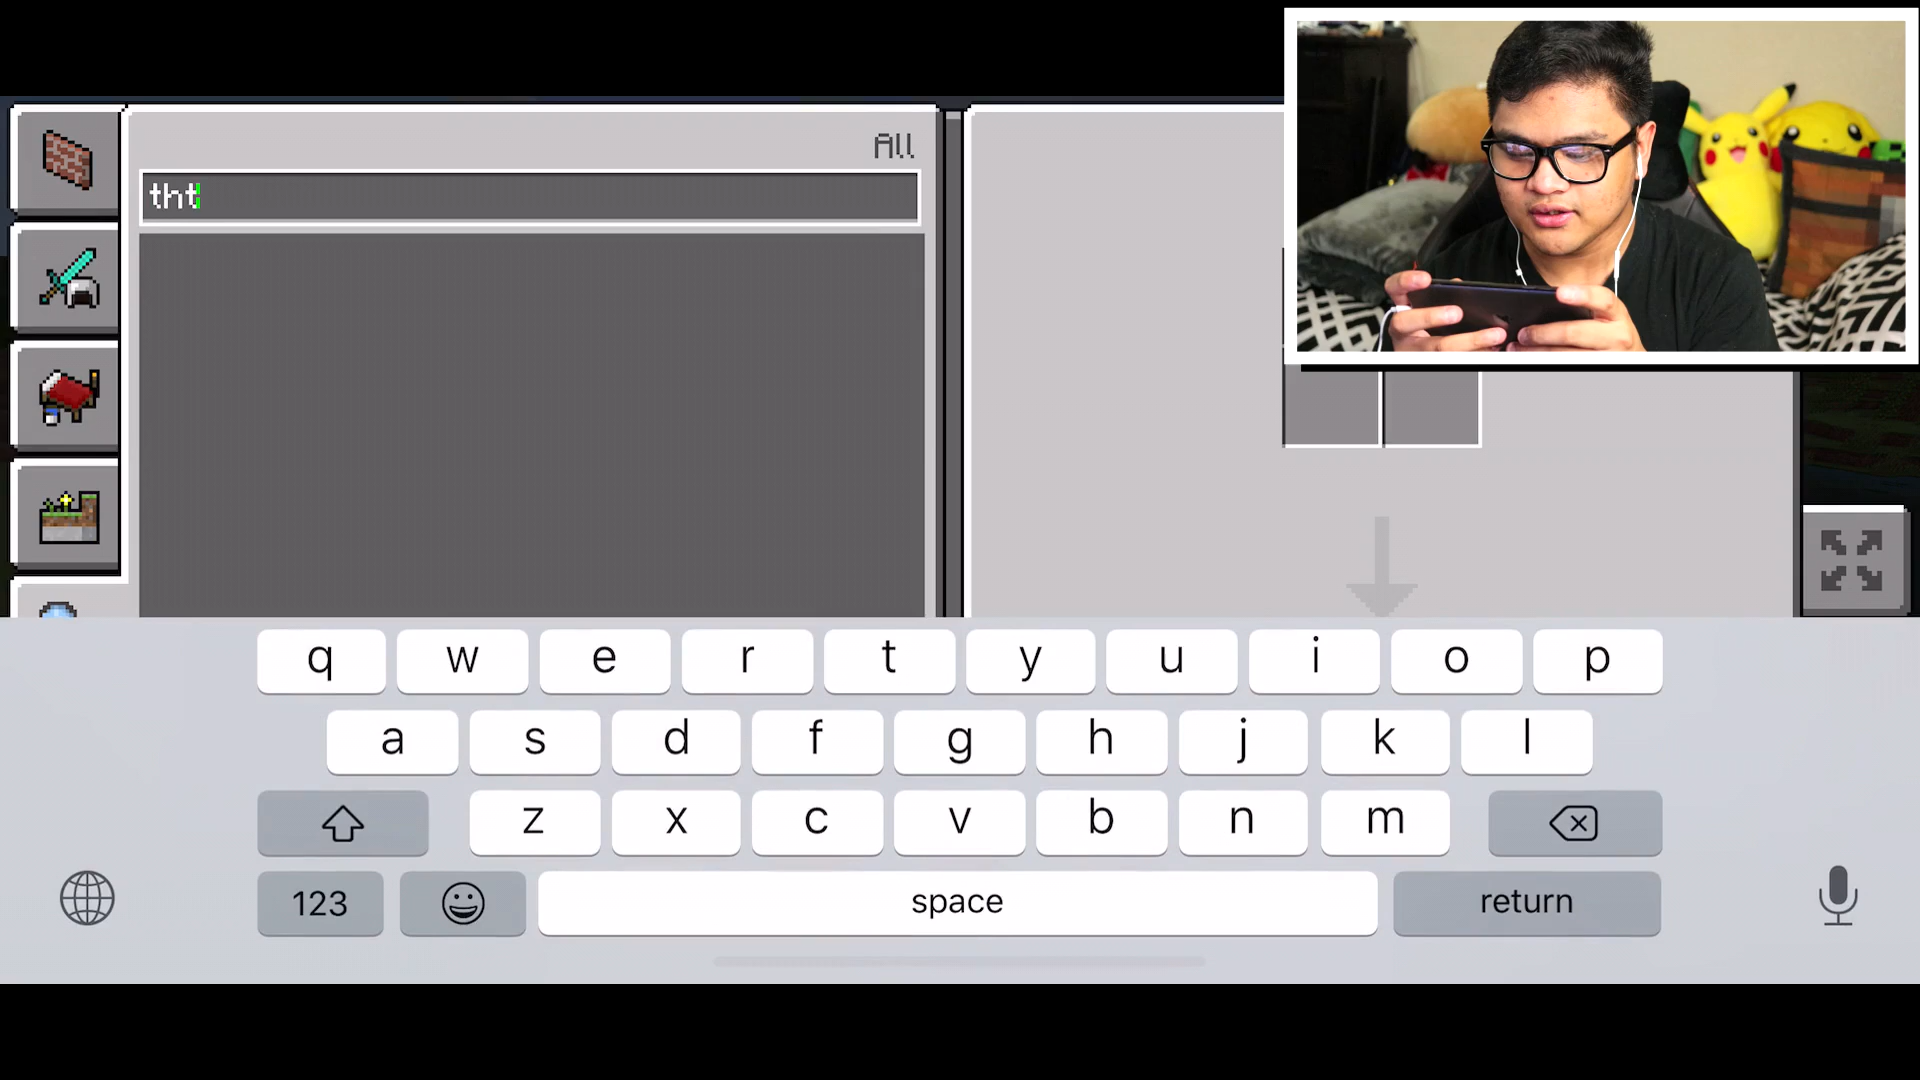 All
tht
q w e r t y u i o p
a s d f g h j k l
z x c v b n m
123 space return